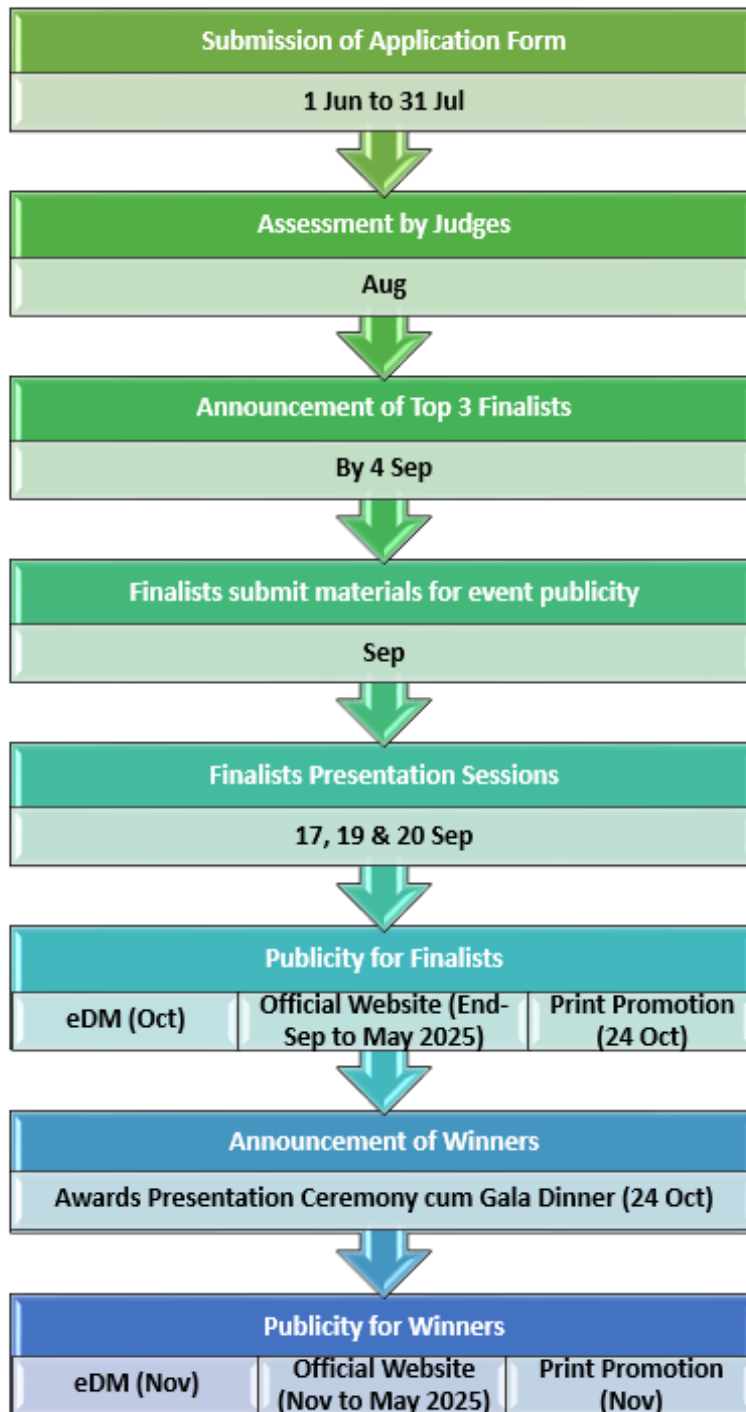 Submission of Application Form
1 Jun to 31 Jul
Assessment by Judges
Aug
Announcement of Top 3 Finalists
By 4 Sep
Finalists submit materials for event publicity
Sep
Finalists Presentation Sessions
17, 19 & 20 Sep
Publicity for Finalists
eDM (Oct)
Official Website (End-
Sep to May 2025)
Print Promotion
(24 Oct)
Announcement of Winners
Awards Presentation Ceremony cum Gala Dinner (24 Oct)
Publicity for Winners
eDM (Nov)
Official Website
(Nov to May 2025)
Print Promotion
(Nov)